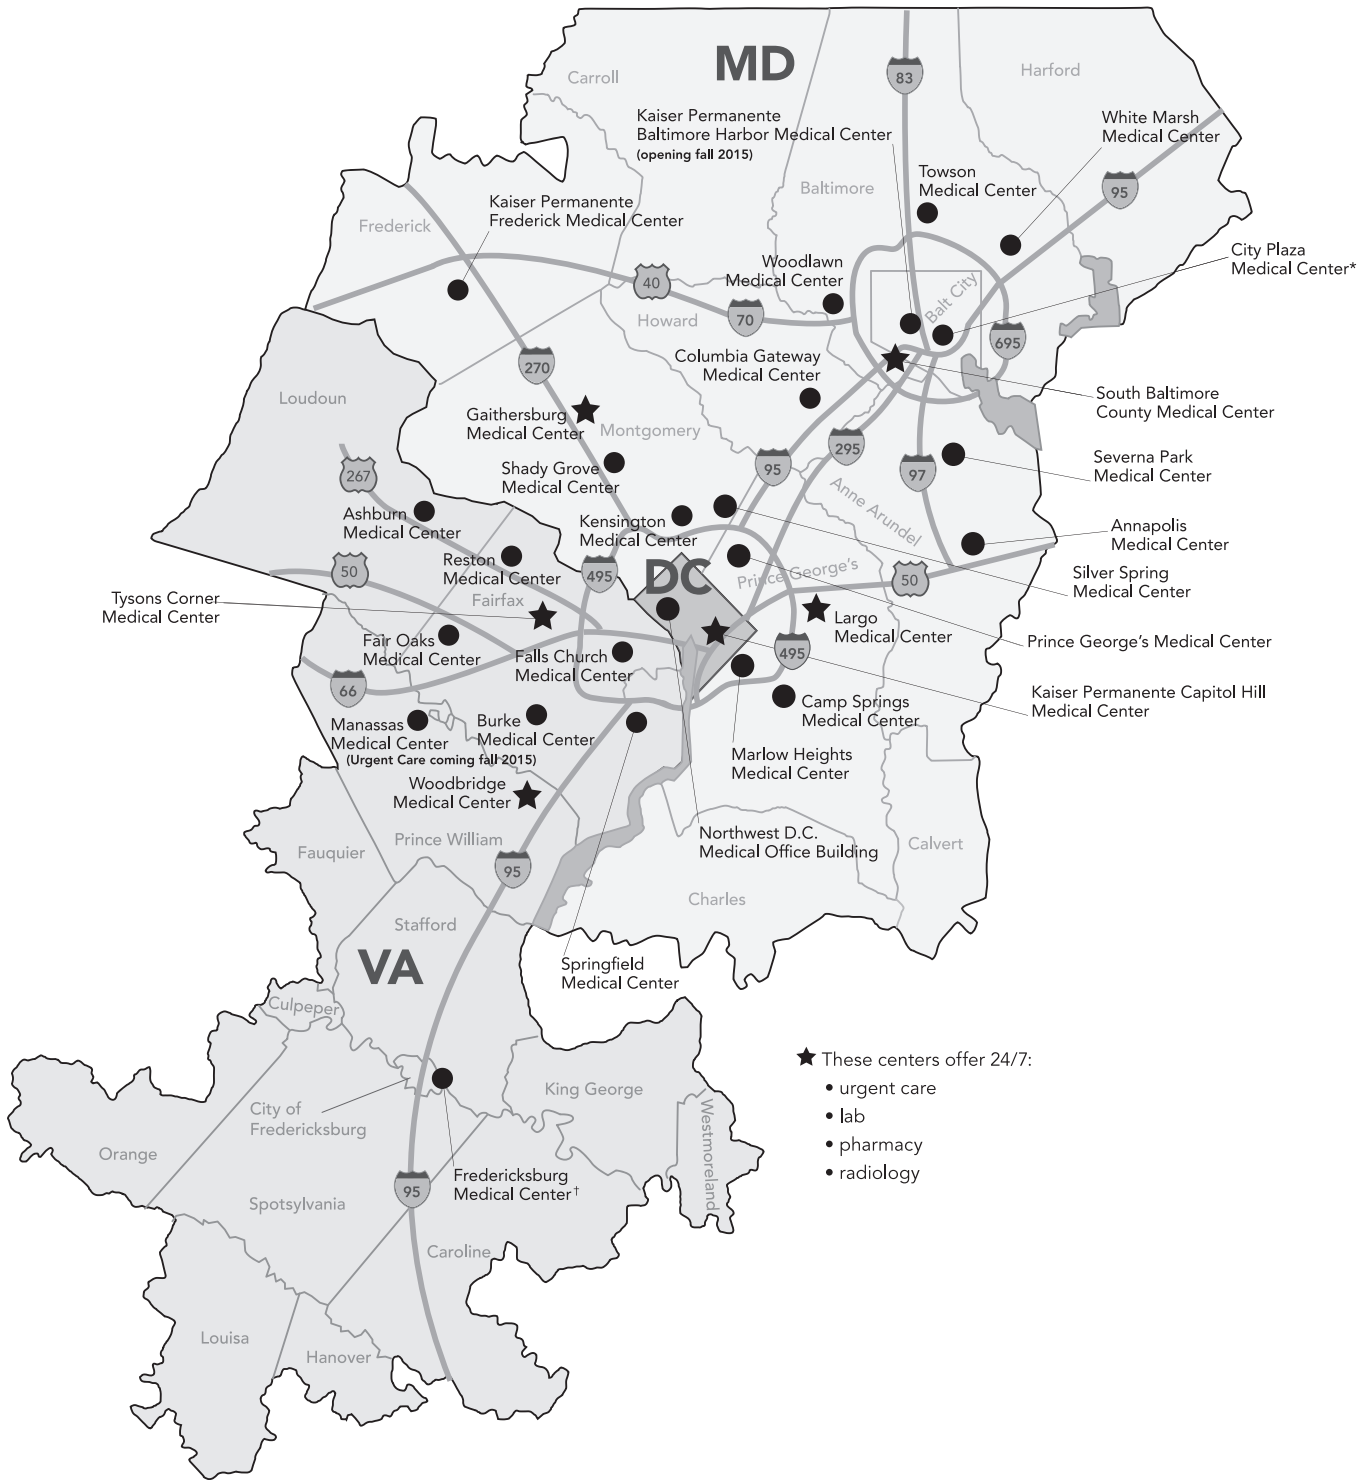 MD
Carroll
Harford
83
Kaiser Permanente
Baltimore Harbor Medical Center
(opening fall 2015)
White Marsh
Medical Center
Towson
Medical Center
Baltimore
95
Kaiser Permanente
Frederick Medical Center
Frederick
City Plaza
Medical Center*
Woodlawn
Medical Center
40
Balt City
Howard
70
695
Columbia Gateway
Medical Center
270
Loudoun
South Baltimore
County Medical Center
Gaithersburg
Medical Center
Montgomery
295
Severna Park
Medical Center
Shady Grove
Medical Center
95
97
267
Anne Arundel
Ashburn
Medical Center
Kensington
Medical Center
Annapolis
Medical Center
Reston
Medical Center
50
495
DC
Prince George's
50
Silver Spring
Medical Center
Fairfax
Tysons Corner
Medical Center
Largo
Medical Center
Fair Oaks
Medical Center
Prince George's Medical Center
Falls Church
Medical Center
495
66
Kaiser Permanente Capitol Hill
Medical Center
Camp Springs
Medical Center
Manassas
Medical Center
(Urgent Care coming fall 2015)
Burke
Medical Center
Marlow Heights
Medical Center
Woodbridge
Medical Center
Northwest D.C.
Medical Office Building
Prince William
Fauquier
Calvert
95
Charles
Stafford
VA
Springfield
Medical Center
Culpeper
★ These centers offer 24/7:
• urgent care
• lab
• pharmacy
• radiology
King George
City of
Fredericksburg
Westmoreland
Orange
Fredericksburg
Medical Center†
95
Spotsylvania
Caroline
Louisa
Hanover